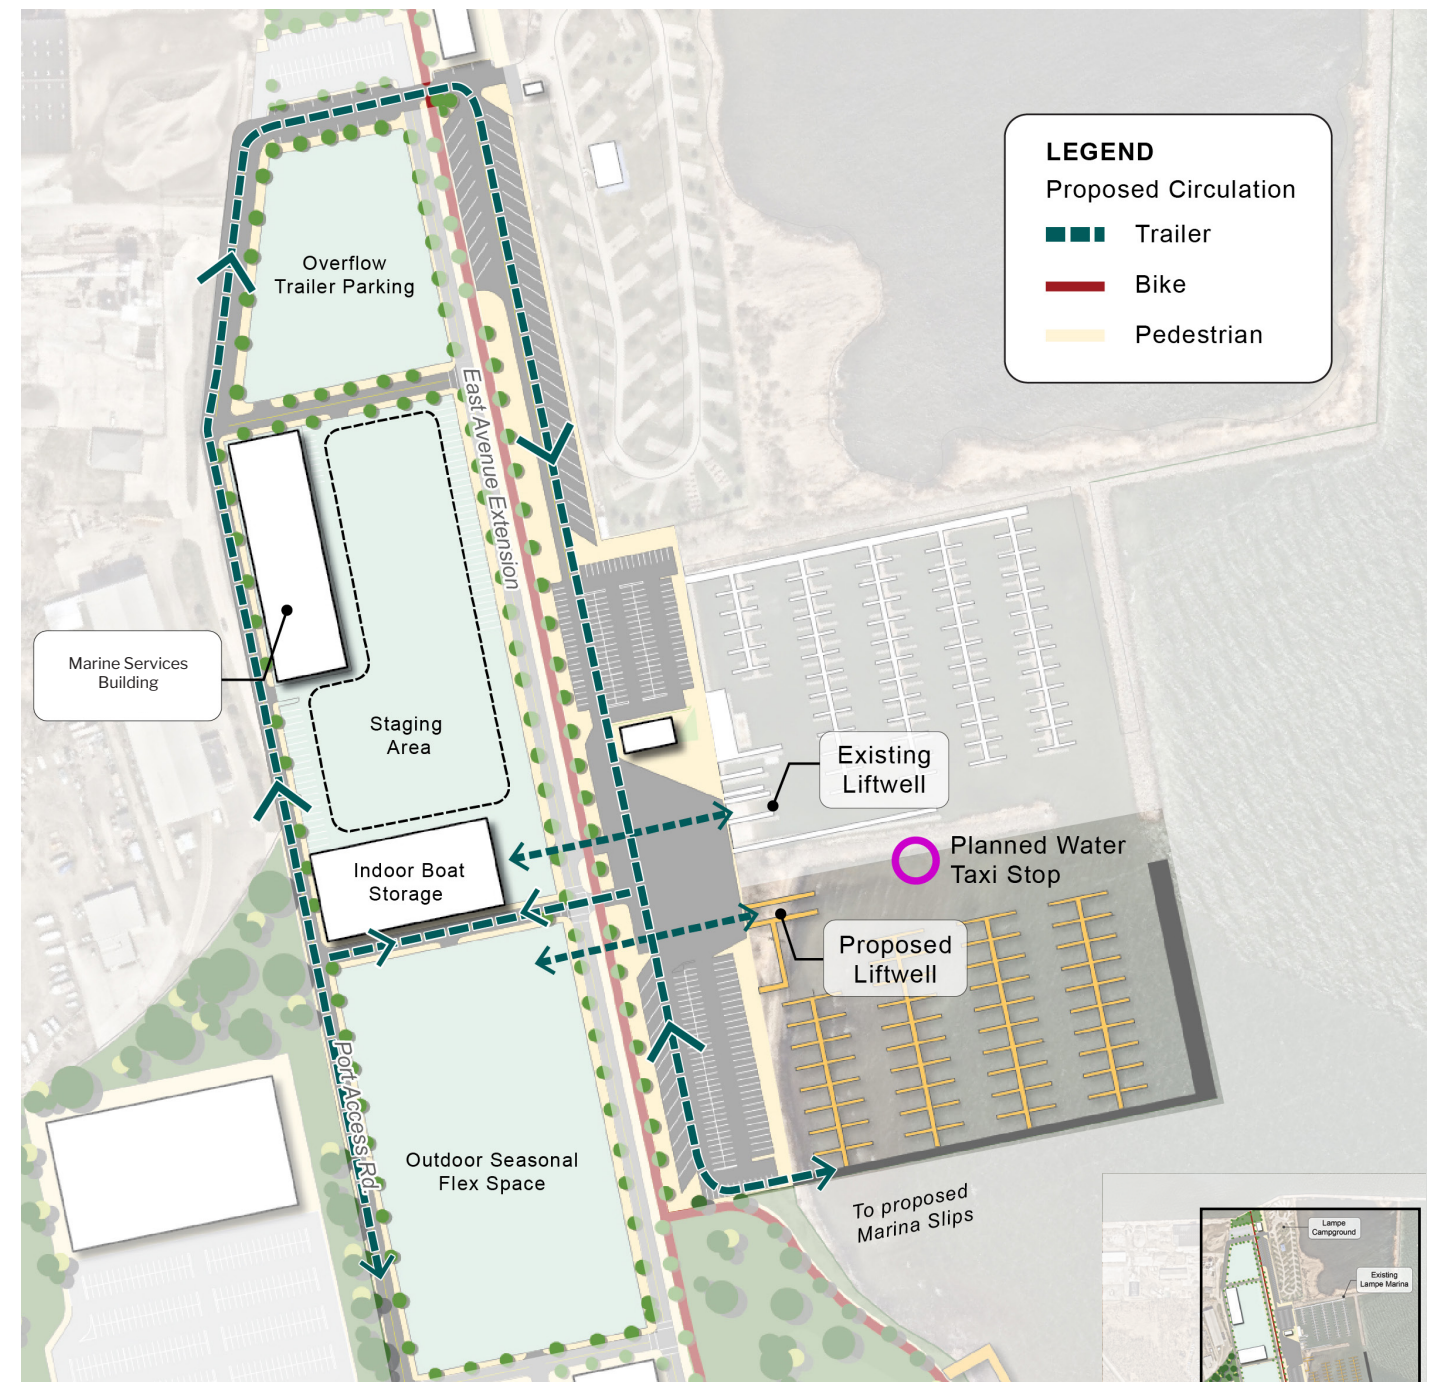 LEGEND
Proposed Circulation
Trailer
Bike
Pedestrian
Overflow
Trailer Parking
East Avenue Extension
Marine Services
Building
Staging
Area
Existing
Liftwell
Planned Water
Taxi Stop
Indoor Boat
Storage
Proposed
Liftwell
Port Access Rd.
Outdoor Seasonal
Flex Space
To proposed
Marina Slips
Lampe
Campground
Existing
Lampe Marina